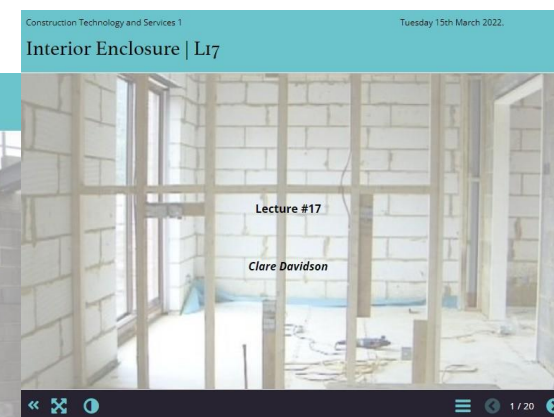 Construction Technology and Services 1
Tuesday 15th March 2022.
Interior Enclosure | L17
Lecture #17
Clare Davidson
1 / 20